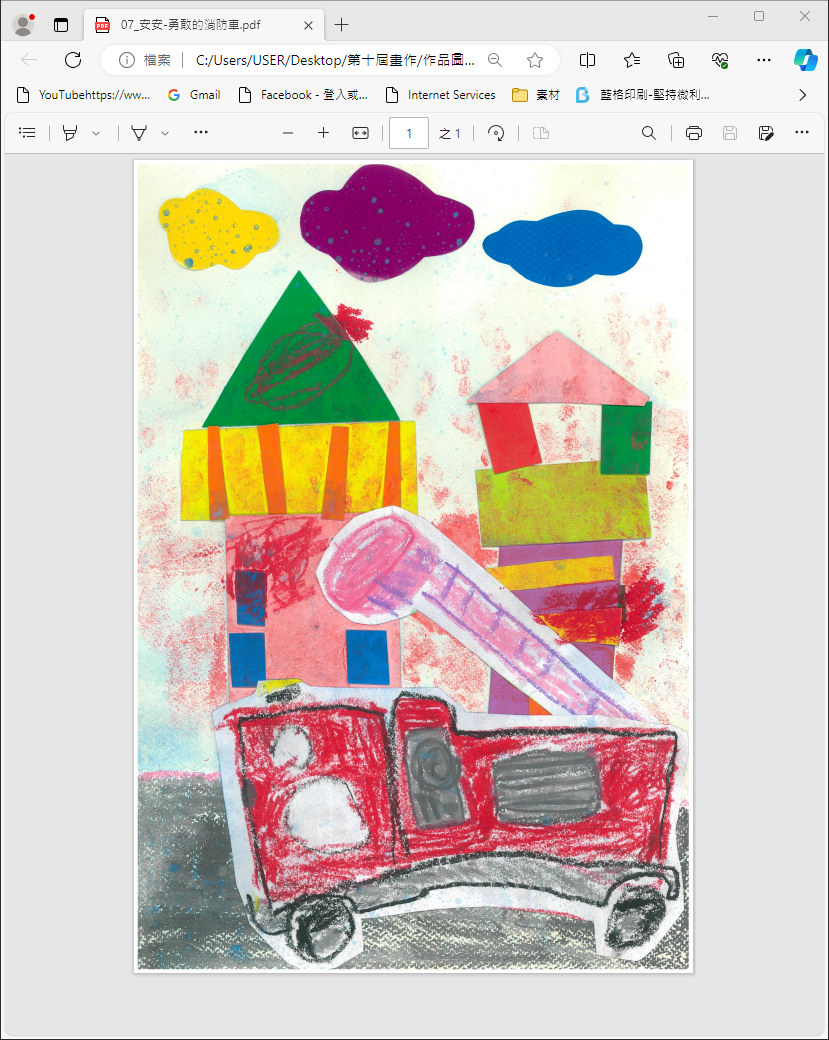 07_安安-勇敢的消防車.pdf
檔案 C:/Users/USER/Desktop/第十屆畫作/作品圖...
YouTubehttps://ww... Gmail Facebook - 登入或... Internet Services 素材 藍格印刷-堅持微利...
1 之 1